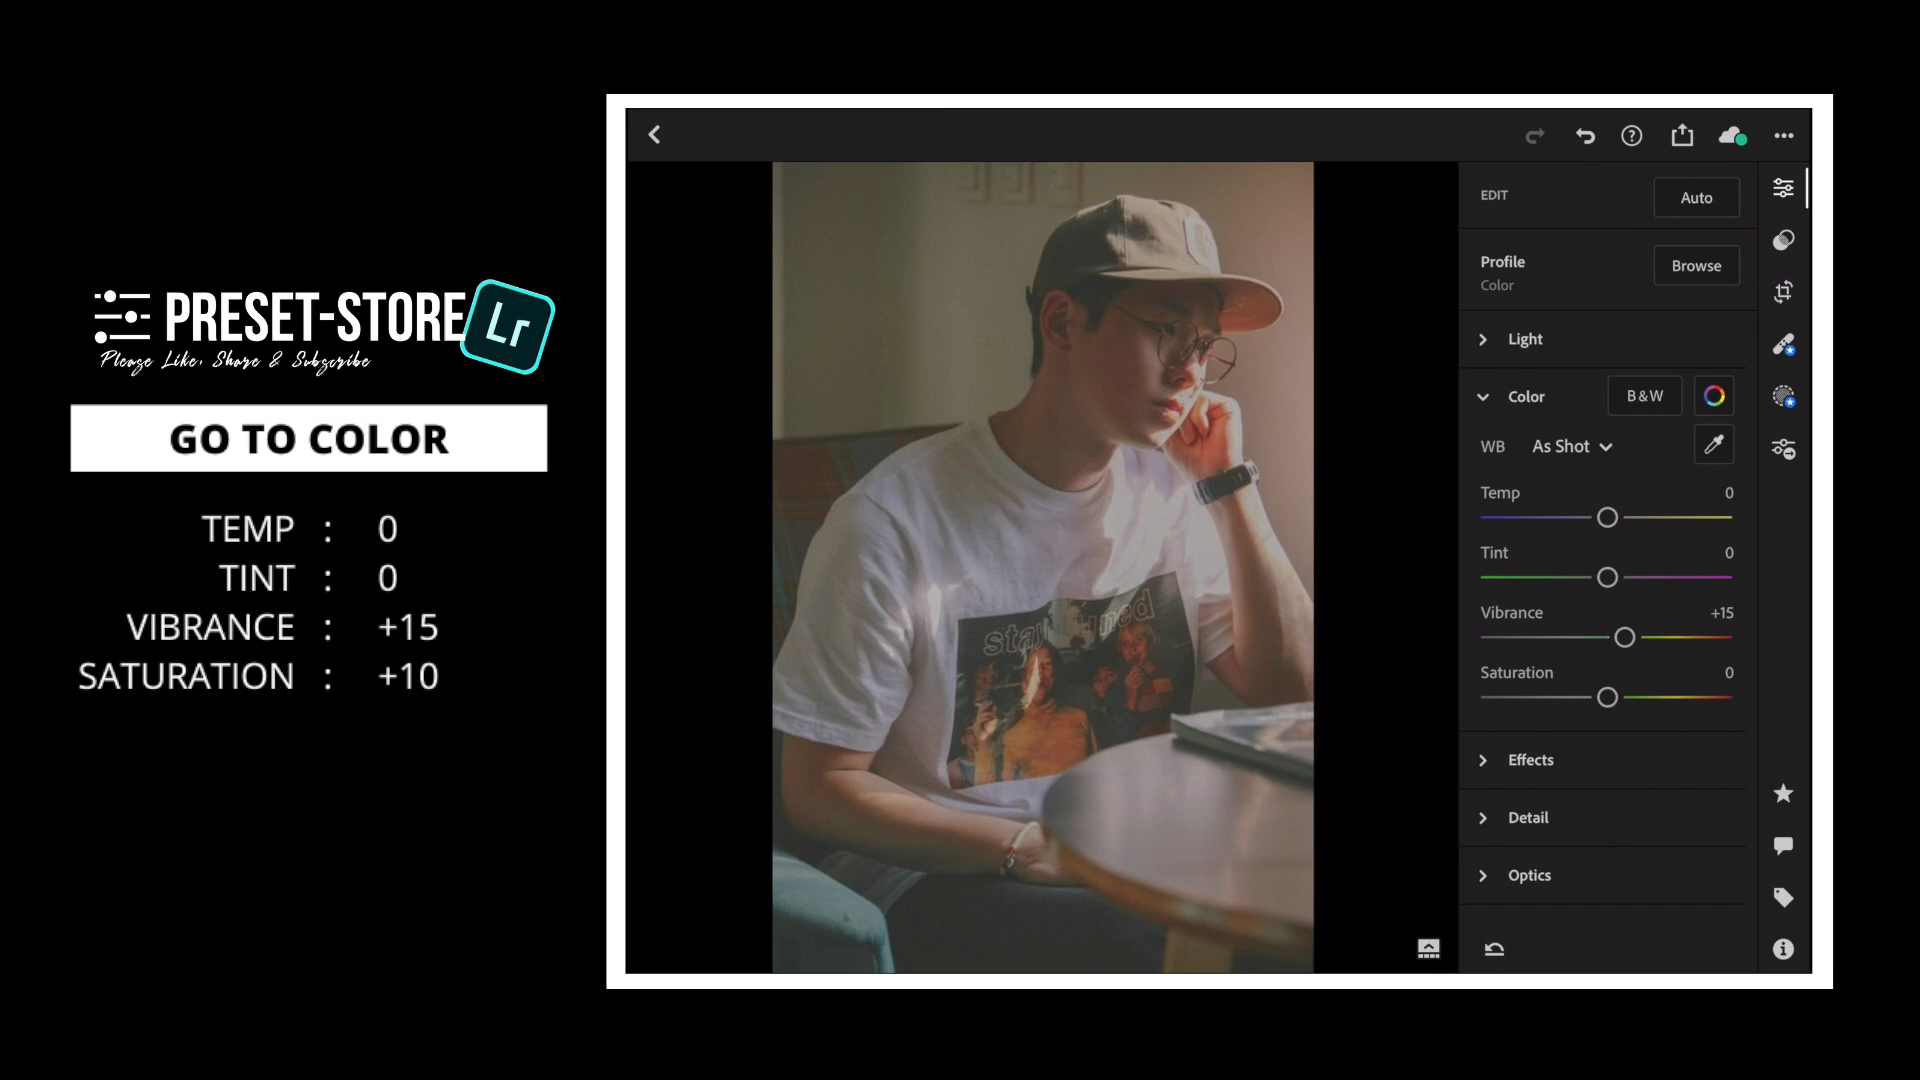 PRESET-STORE
Lr
Please Like, Share & Subscribe
GO TO COLOR
TEMP : 0
TINT : 0
VIBRANCE : +15
SATURATION : +10
EDIT
Auto
Profile
Color
Browse
Light
Color
B&W
WB
As Shot
Temp 0
Tint 0
Vibrance +15
Saturation 0
Effects
Detail
Optics
stay tuned